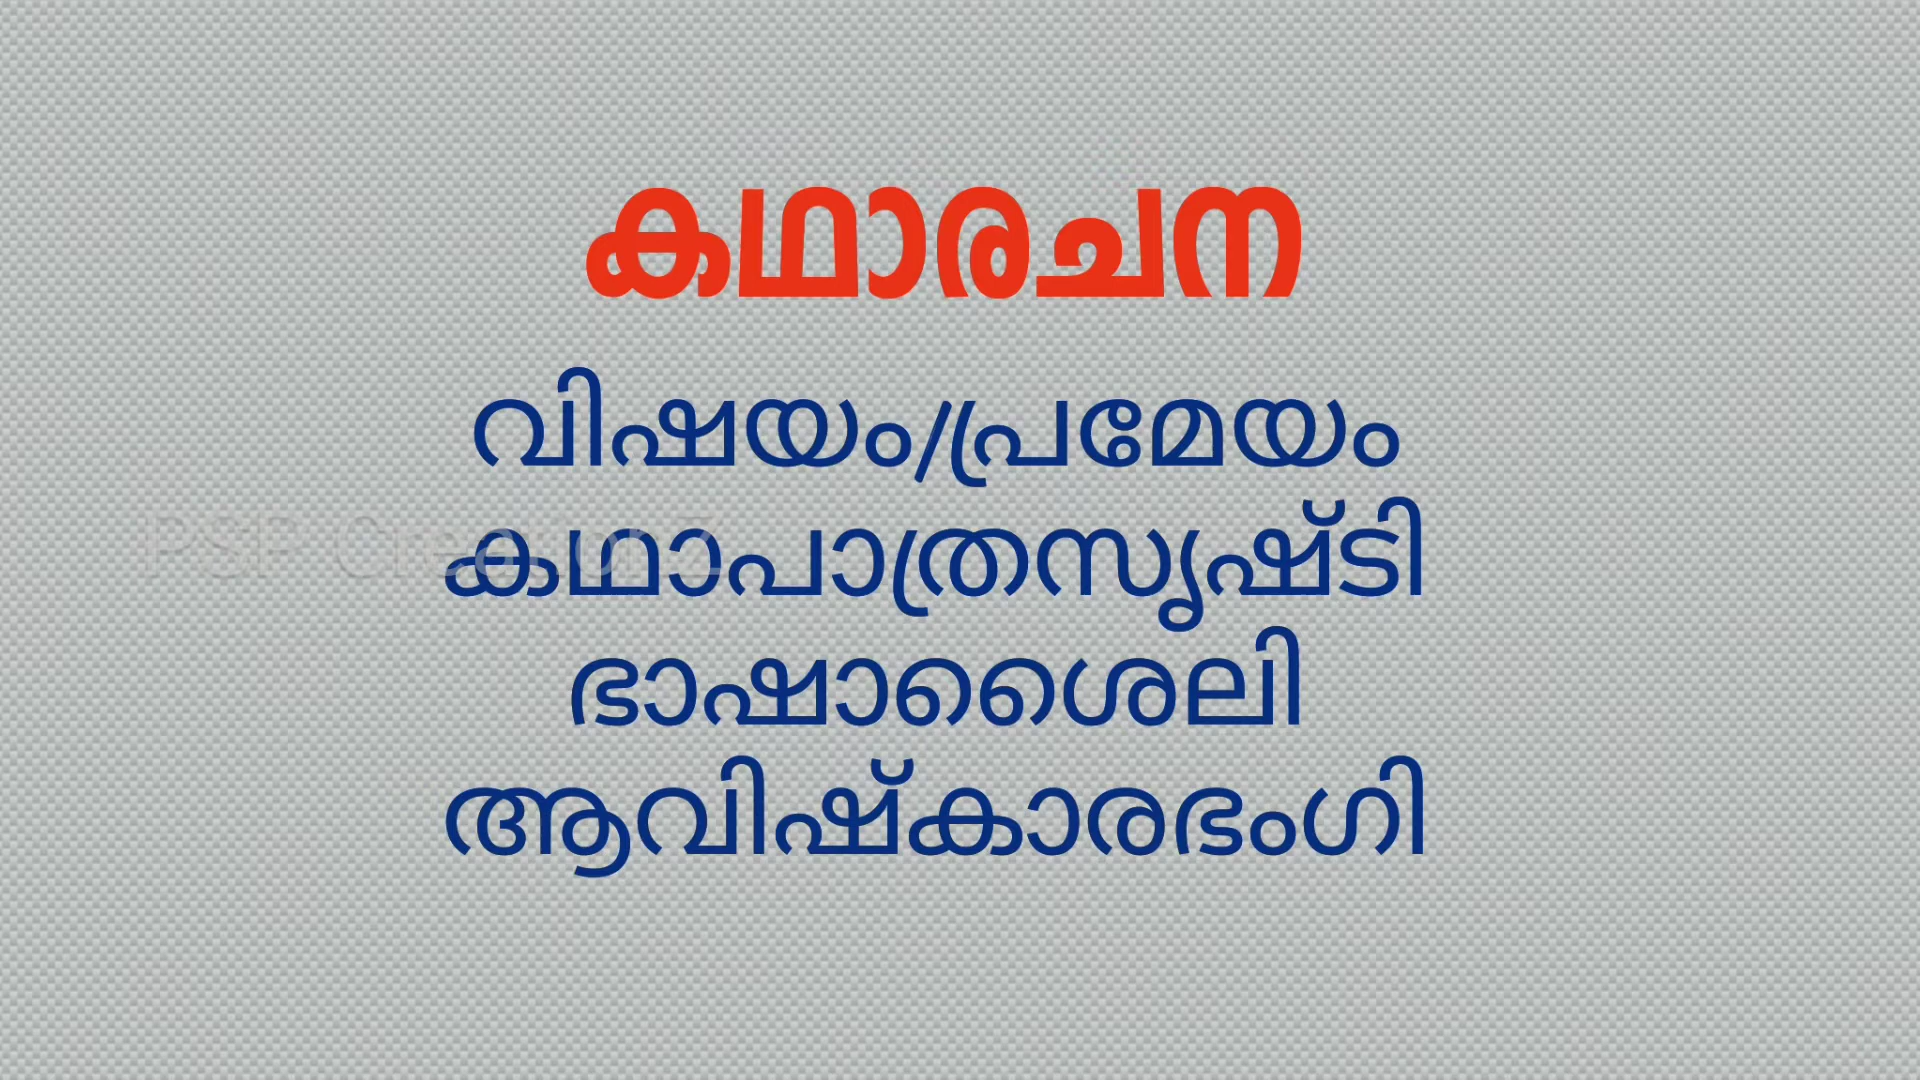 കഥാരചന
വിഷയം/പ്രമേയം
കഥാപാത്രസൃഷ്ടി
ഭാഷാശൈലി
ആവിഷ്കാരഭംഗി